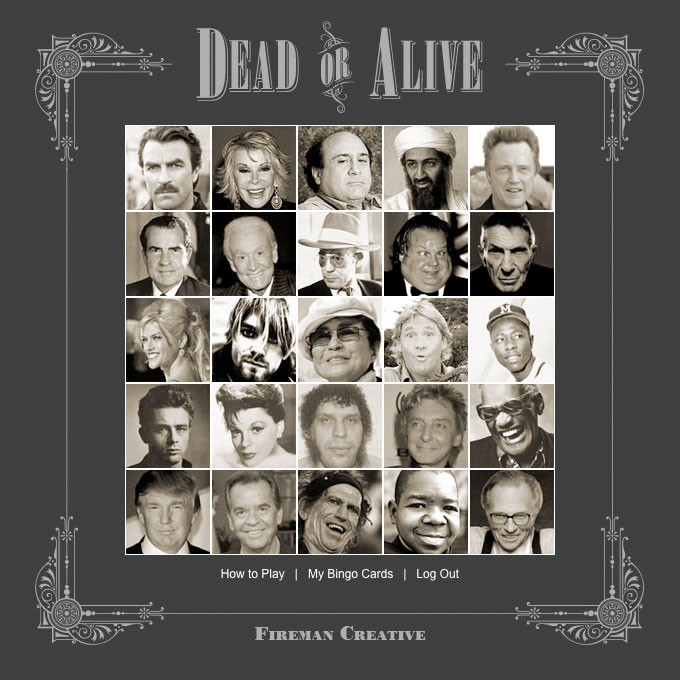 DEAD OR ALIVE
How to Play | My Bingo Cards | Log Out
FIREMAN CREATIVE